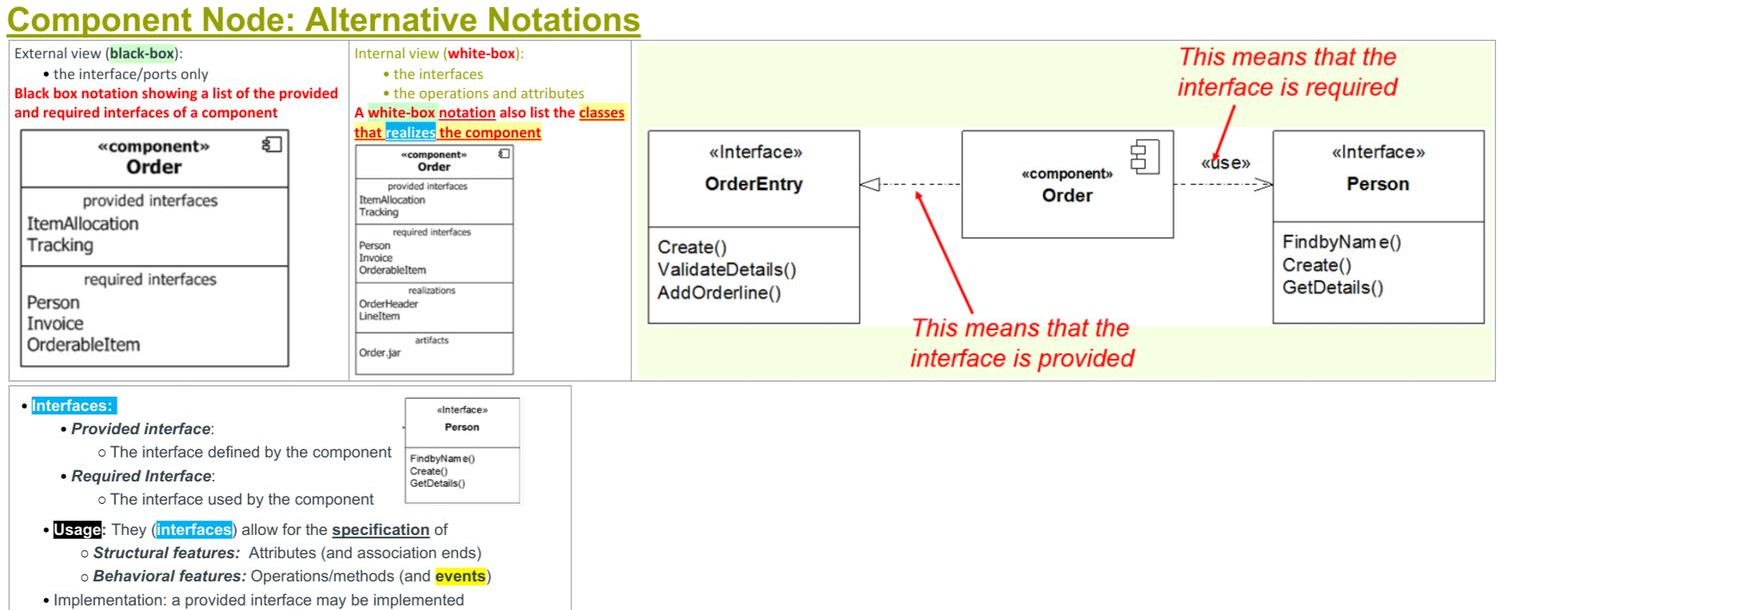 Component Node: Alternative Notations
External view (black-box):
• the interface/ports only
Black box notation showing a list of the provided
and required interfaces of a component
«component»
Order
provided interfaces
ItemAllocation
Tracking
required interfaces
Person
Invoice
OrderableItem
Internal view (white-box):
• the interfaces
• the operations and attributes
A white-box notation also list the classes
that realizes the component
«component»
Order
provided interfaces
ItemAllocation
Tracking
required interfaces
Person
Invoice
OrderableItem
realizations
OrderHeader
LineItem
artifacts
Order.jar
This means that the
interface is required
«Interface»
OrderEntry
Create()
ValidateDetails()
AddOrderline()
«component»
Order
«use»
«Interface»
Person
FindbyName()
Create()
GetDetails()
This means that the
interface is provided
• Interfaces:
• Provided interface:
○ The interface defined by the component
• Required Interface:
○ The interface used by the component
«Interface»
Person
FindbyName()
Create()
GetDetails()
• Usage: They (interfaces) allow for the specification of
○ Structural features: Attributes (and association ends)
○ Behavioral features: Operations/methods (and events)
• Implementation: a provided interface may be implemented